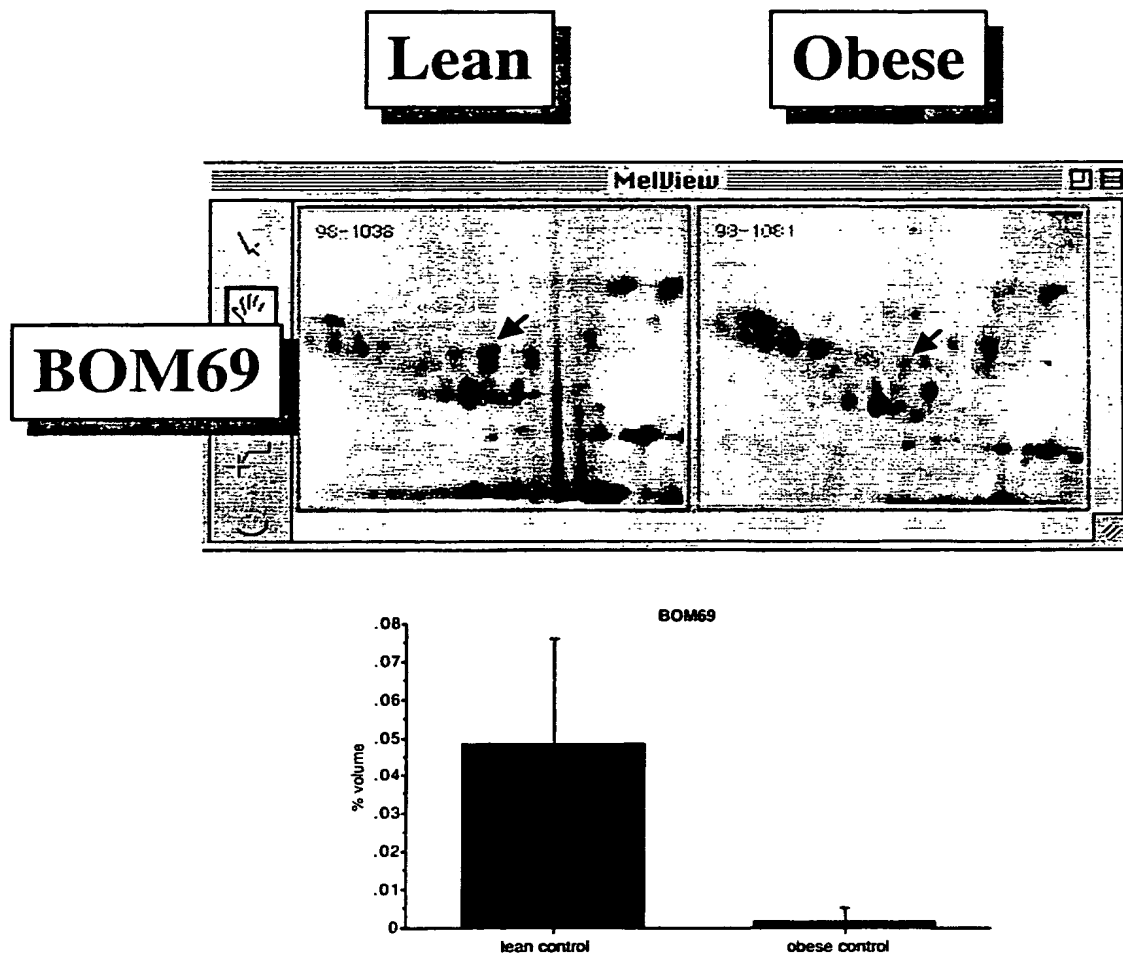 Lean
Obese
MelView
98-1038
98-1081
BOM69
BOM69
.08
.07
.06
.05
.04
.03
.02
.01
0
% volume
lean control
obese control